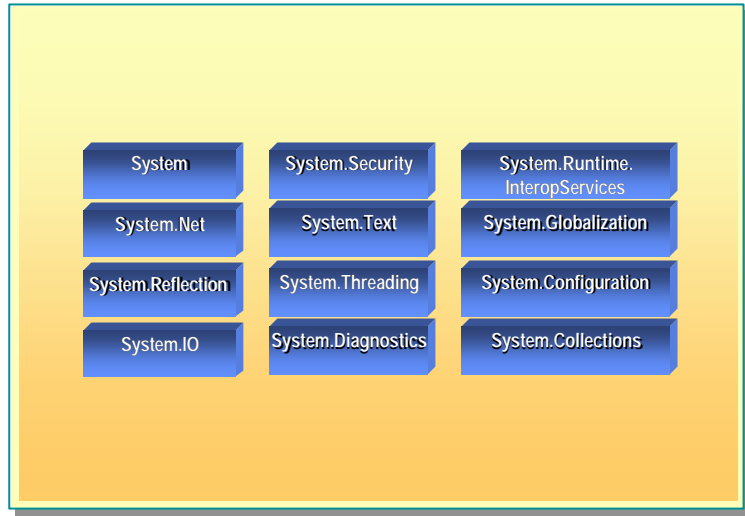 System
System.Security
System.Runtime.
InteropServices
System.Net
System.Text
System.Globalization
System.Reflection
System.Threading
System.Configuration
System.IO
System.Diagnostics
System.Collections